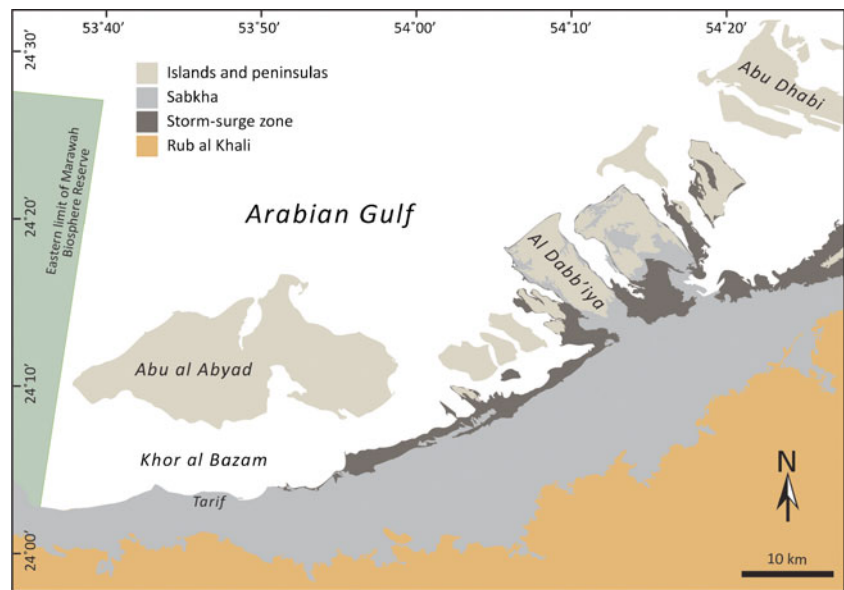 53˚40'
53˚50'
54˚00'
54˚10'
54˚20'
24˚30'
24˚20'
24˚10'
24˚00'
Islands and peninsulas
Sabkha
Storm-surge zone
Rub al Khali
Eastern limit of Marawah
Biosphere Reserve
Abu Dhabi
Arabian Gulf
Al Dabb'iya
Abu al Abyad
Khor al Bazam
Tarif
N
10 km